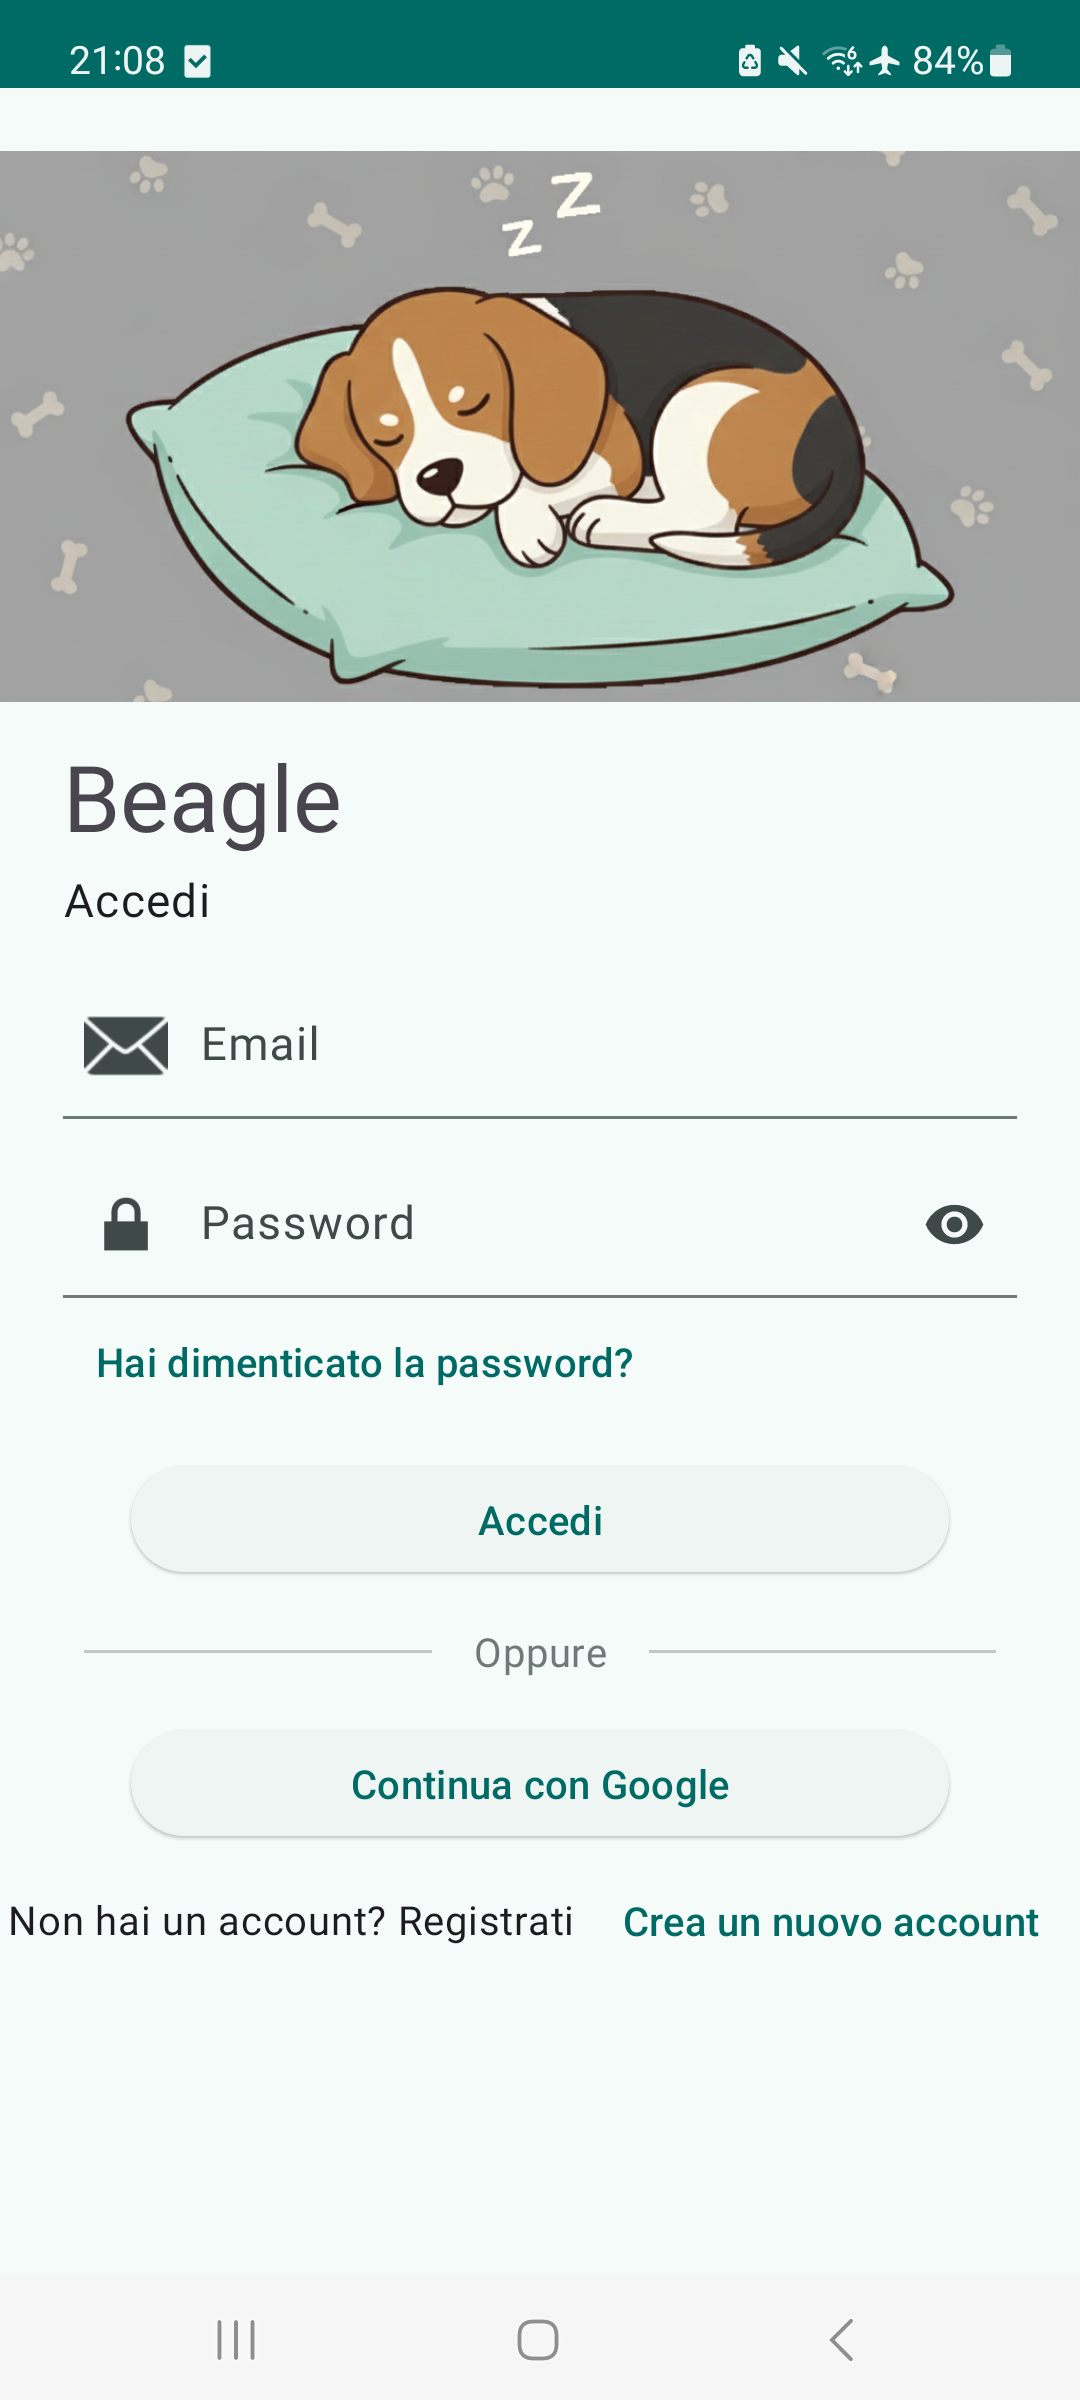 21:08 84%
z Z
Beagle
Accedi
Email
Password
Hai dimenticato la password?
Accedi
Oppure
Continua con Google
Non hai un account? Registrati Crea un nuovo account